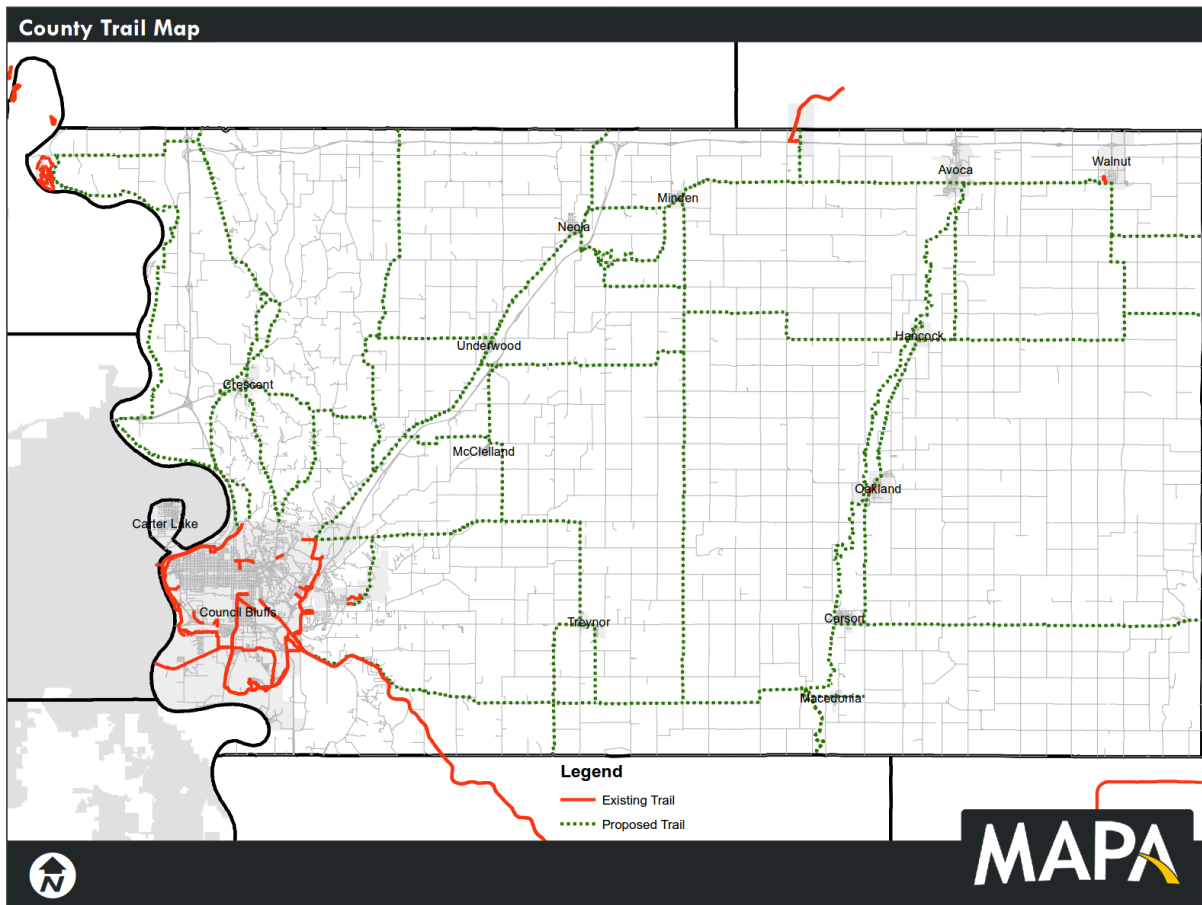 County Trail Map
Walnut
Avoca
Minden
Neola
Hancock
Underwood
Crescent
McClelland
Oakland
Carter Lake
Council Bluffs
Carson
Treynor
Macedonia
Legend
Existing Trail
Proposed Trail
MAPA
N